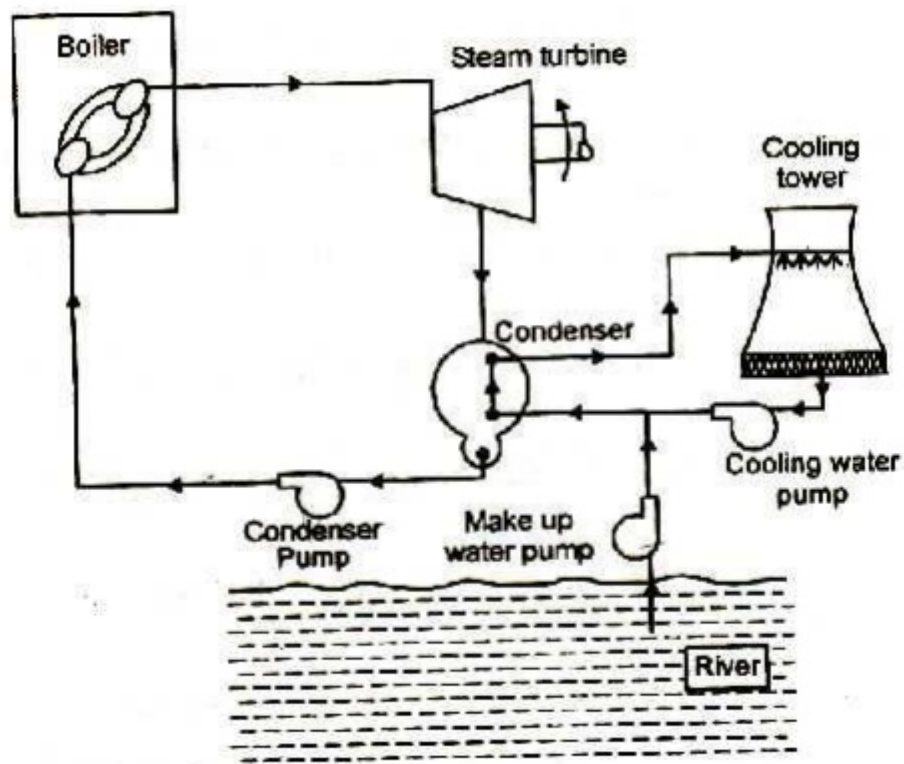 Boiler
Steam turbine
Cooling
tower
Condenser
Cooling water
pump
Condenser
Pump
Make up
water pump
River